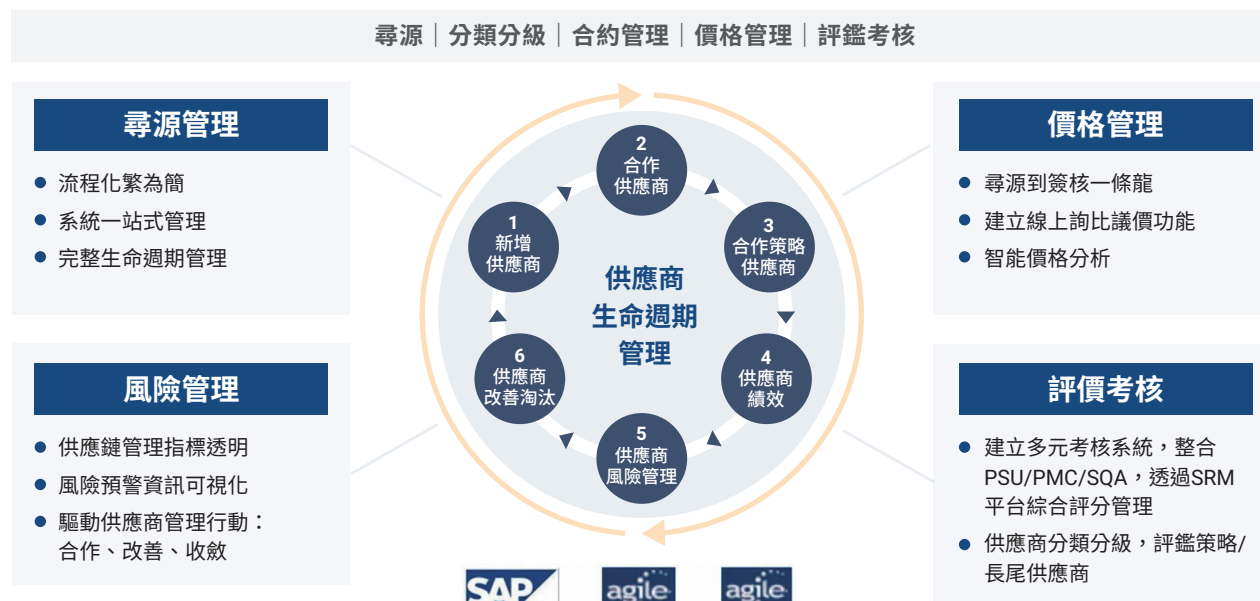 尋源｜分類分級｜合約管理｜價格管理｜評鑑考核
尋源管理
流程化繁為簡
系統一站式管理
完整生命週期管理
風險管理
供應鏈管理指標透明
風險預警資訊可視化
驅動供應商管理行動：
合作、改善、收斂
供應商
生命週期
管理
1
新增
供應商
2
合作
供應商
3
合作策略
供應商
4
供應商
績效
5
供應商
風險管理
6
供應商
改善淘汰
價格管理
尋源到簽核一條龍
建立線上詢比議價功能
智能價格分析
評價考核
建立多元考核系統，整合
PSU/PMC/SQA，透過SRM
平台綜合評分管理
供應商分類分級，評鑑策略/
長尾供應商
SAP
agile
agile